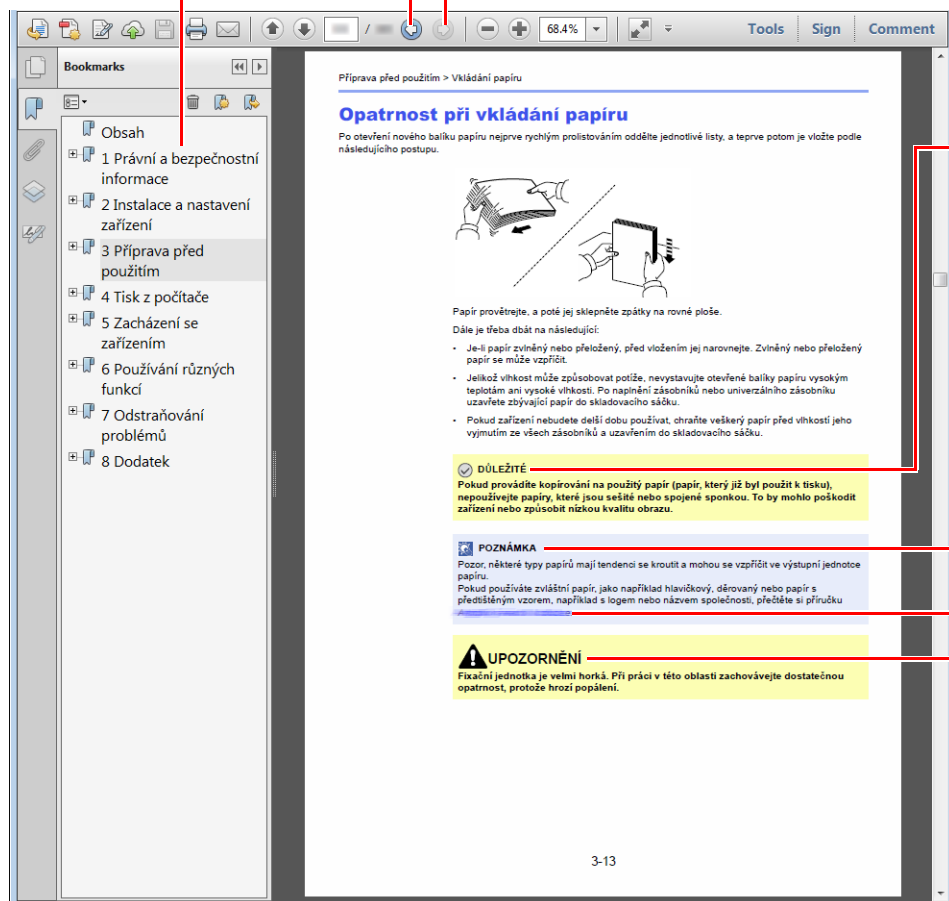 /
68.4%
Tools
Sign
Comment
Bookmarks
Obsah
1 Právní a bezpečnostní
informace
2 Instalace a nastavení
zařízení
3 Příprava před
použitím
4 Tisk z počítače
5 Zacházení se
zařízením
6 Používání různých
funkcí
7 Odstraňování
problémů
8 Dodatek
Příprava před použitím > Vkládání papíru
Opatrnost při vkládání papíru
Po otevření nového balíku papíru nejprve rychlým prolistováním oddělte jednotlivé listy, a teprve potom je vložte podle
následujícího postupu.
Papír provětrejte, a poté jej sklepněte zpátky na rovné ploše.
Dále je třeba dbát na následující:
• Je-li papír zvlněný nebo přeložený, před vložením jej narovnejte. Zvlněný nebo přeložený
papír se může vzpříčit.
• Jelikož vlhkost může způsobovat potíže, nevystavujte otevřené balíky papíru vysokým
teplotám ani vysoké vlhkosti. Po naplnění zásobníků nebo univerzálního zásobníku
uzavřete zbývající papír do skladovacího sáčku.
• Pokud zařízení nebudete delší dobu používat, chraňte veškerý papír před vlhkostí jeho
vyjmutím ze všech zásobníků a uzavřením do skladovacího sáčku.
DŮLEŽITÉ
Pokud provádíte kopírování na použitý papír (papír, který již byl použit k tisku),
nepoužívejte papíry, které jsou sešité nebo spojené sponkou. To by mohlo poškodit
zařízení nebo způsobit nízkou kvalitu obrazu.
POZNÁMKA
Pozor, některé typy papírů mají tendenci se kroutit a mohou se vzpříčit ve výstupní jednotce
papíru.
Pokud používáte zvláštní papír, jako například hlavičkový, děrovaný nebo papír s
předtištěným vzorem, například s logem nebo názvem společnosti, přečtěte si příručku
UPOZORNĚNÍ
Fixační jednotka je velmi horká. Při práci v této oblasti zachovávejte dostatečnou
opatrnost, protože hrozí popálení.
3-13